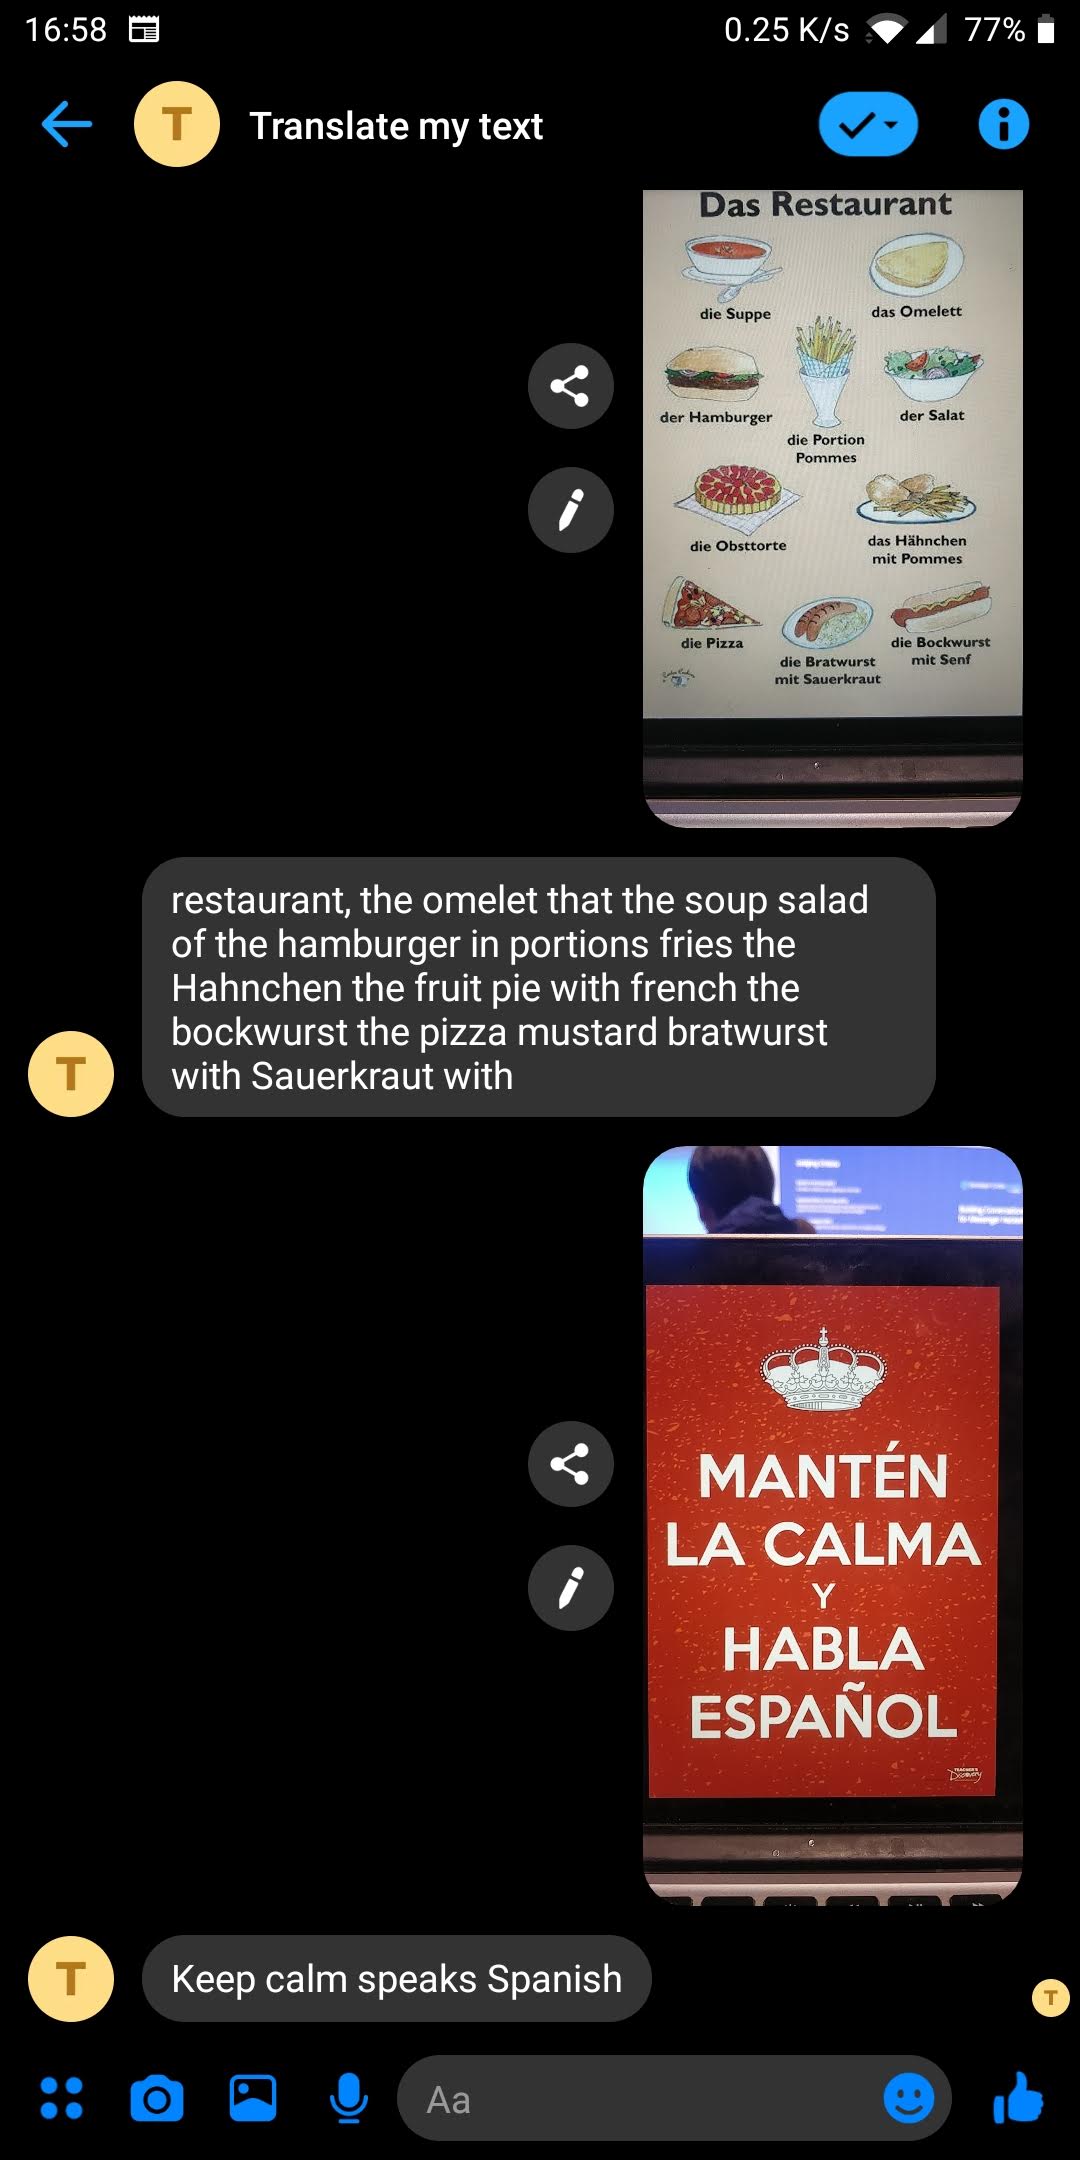 16:58
0.25 K/s
77%
T
Translate my text
Das Restaurant
die Suppe
das Omelett
der Hamburger
die Portion
Pommes
der Salat
die Obsttorte
das Hähnchen
mit Pommes
die Pizza
die Bratwurst
mit Sauerkraut
die Bockwurst
mit Senf
restaurant, the omelet that the soup salad
of the hamburger in portions fries the
Hahnchen the fruit pie with french the
bockwurst the pizza mustard bratwurst
with Sauerkraut with
T
MANTÉN
LA CALMA
Y
HABLA
ESPAÑOL
TEACHER'S
Discovery
T
Keep calm speaks Spanish
T
Aa